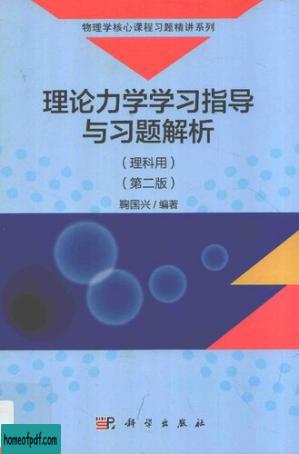 物理学核心课程习题精讲系列
理论力学学习指导
与习题解析
(理科用)
(第二版)
鞠国兴/编著
科学出版社
homeofpdf.com